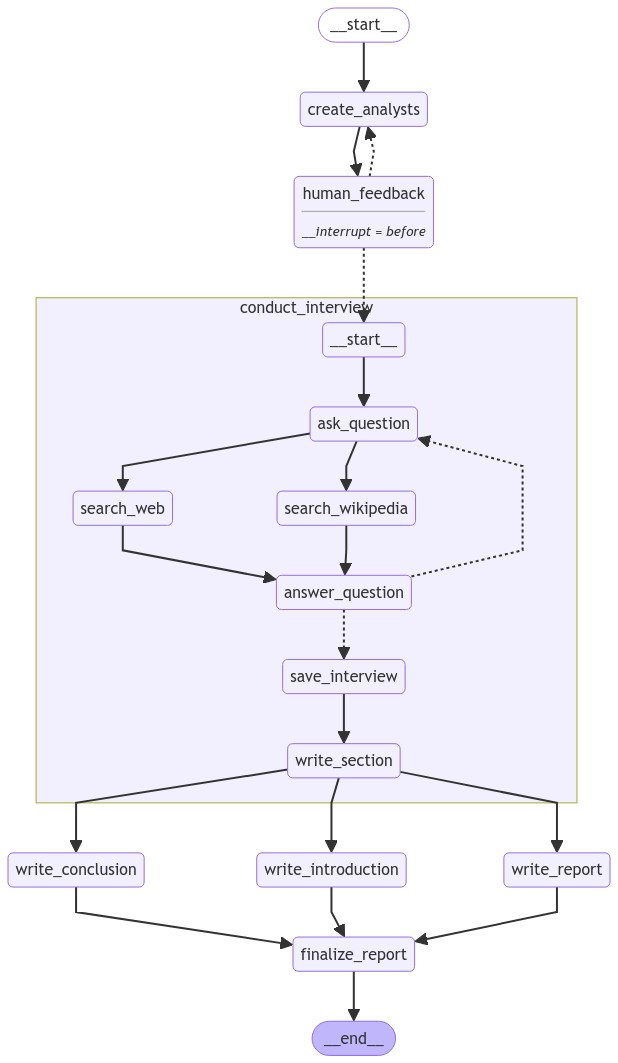 __start__
create_analysts
human_feedback
__interrupt = before
conduct_interview
__start__
ask_question
search_web
search_wikipedia
answer_question
save_interview
write_section
write_conclusion
write_introduction
write_report
finalize_report
__end__